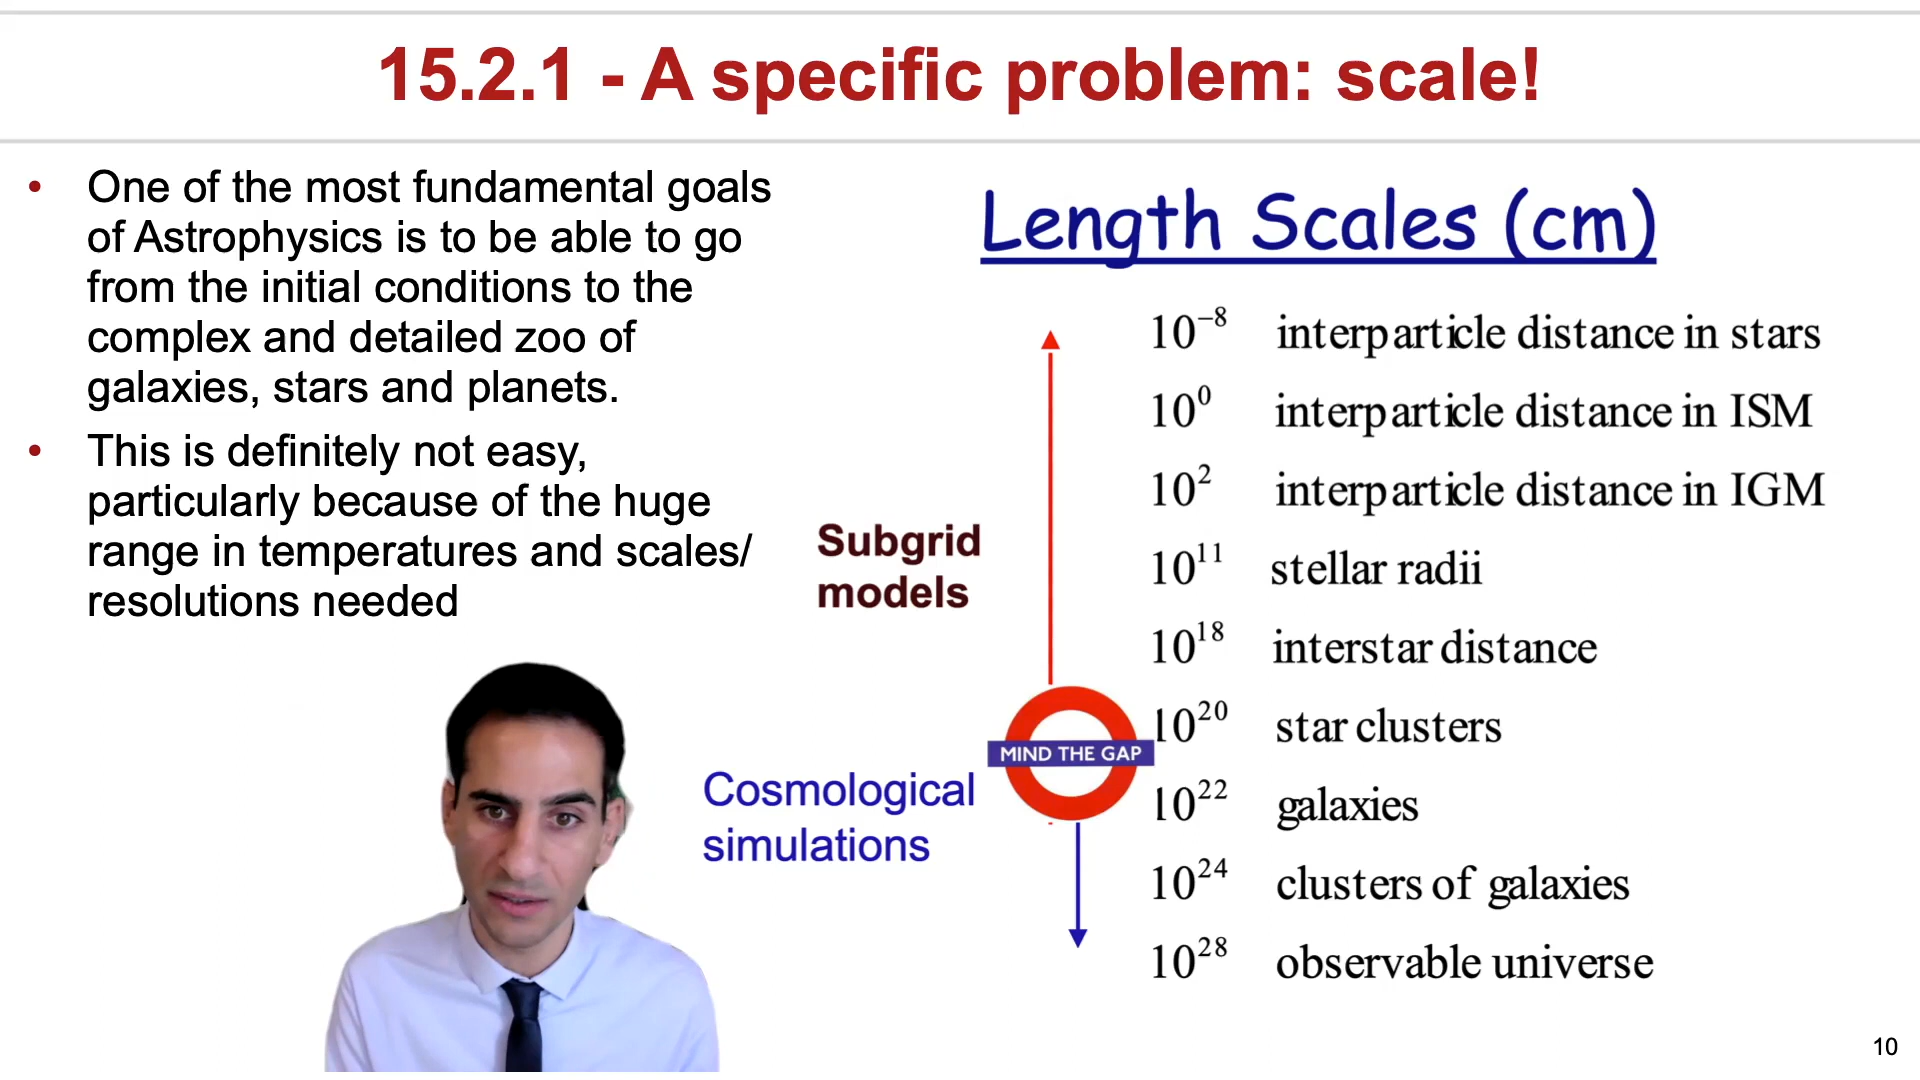 15.2.1 - A specific problem: scale!
• One of the most fundamental goals
of Astrophysics is to be able to go
from the initial conditions to the
complex and detailed zoo of
galaxies, stars and planets.
• This is definitely not easy,
particularly because of the huge
range in temperatures and scales/
resolutions needed
Subgrid
models
Cosmological
simulations
MIND THE GAP
Length Scales (cm)
10⁻⁸ interparticle distance in stars
10⁰ interparticle distance in ISM
10² interparticle distance in IGM
10¹¹ stellar radii
10¹⁸ interstar distance
10²⁰ star clusters
10²² galaxies
10²⁴ clusters of galaxies
10²⁸ observable universe
10